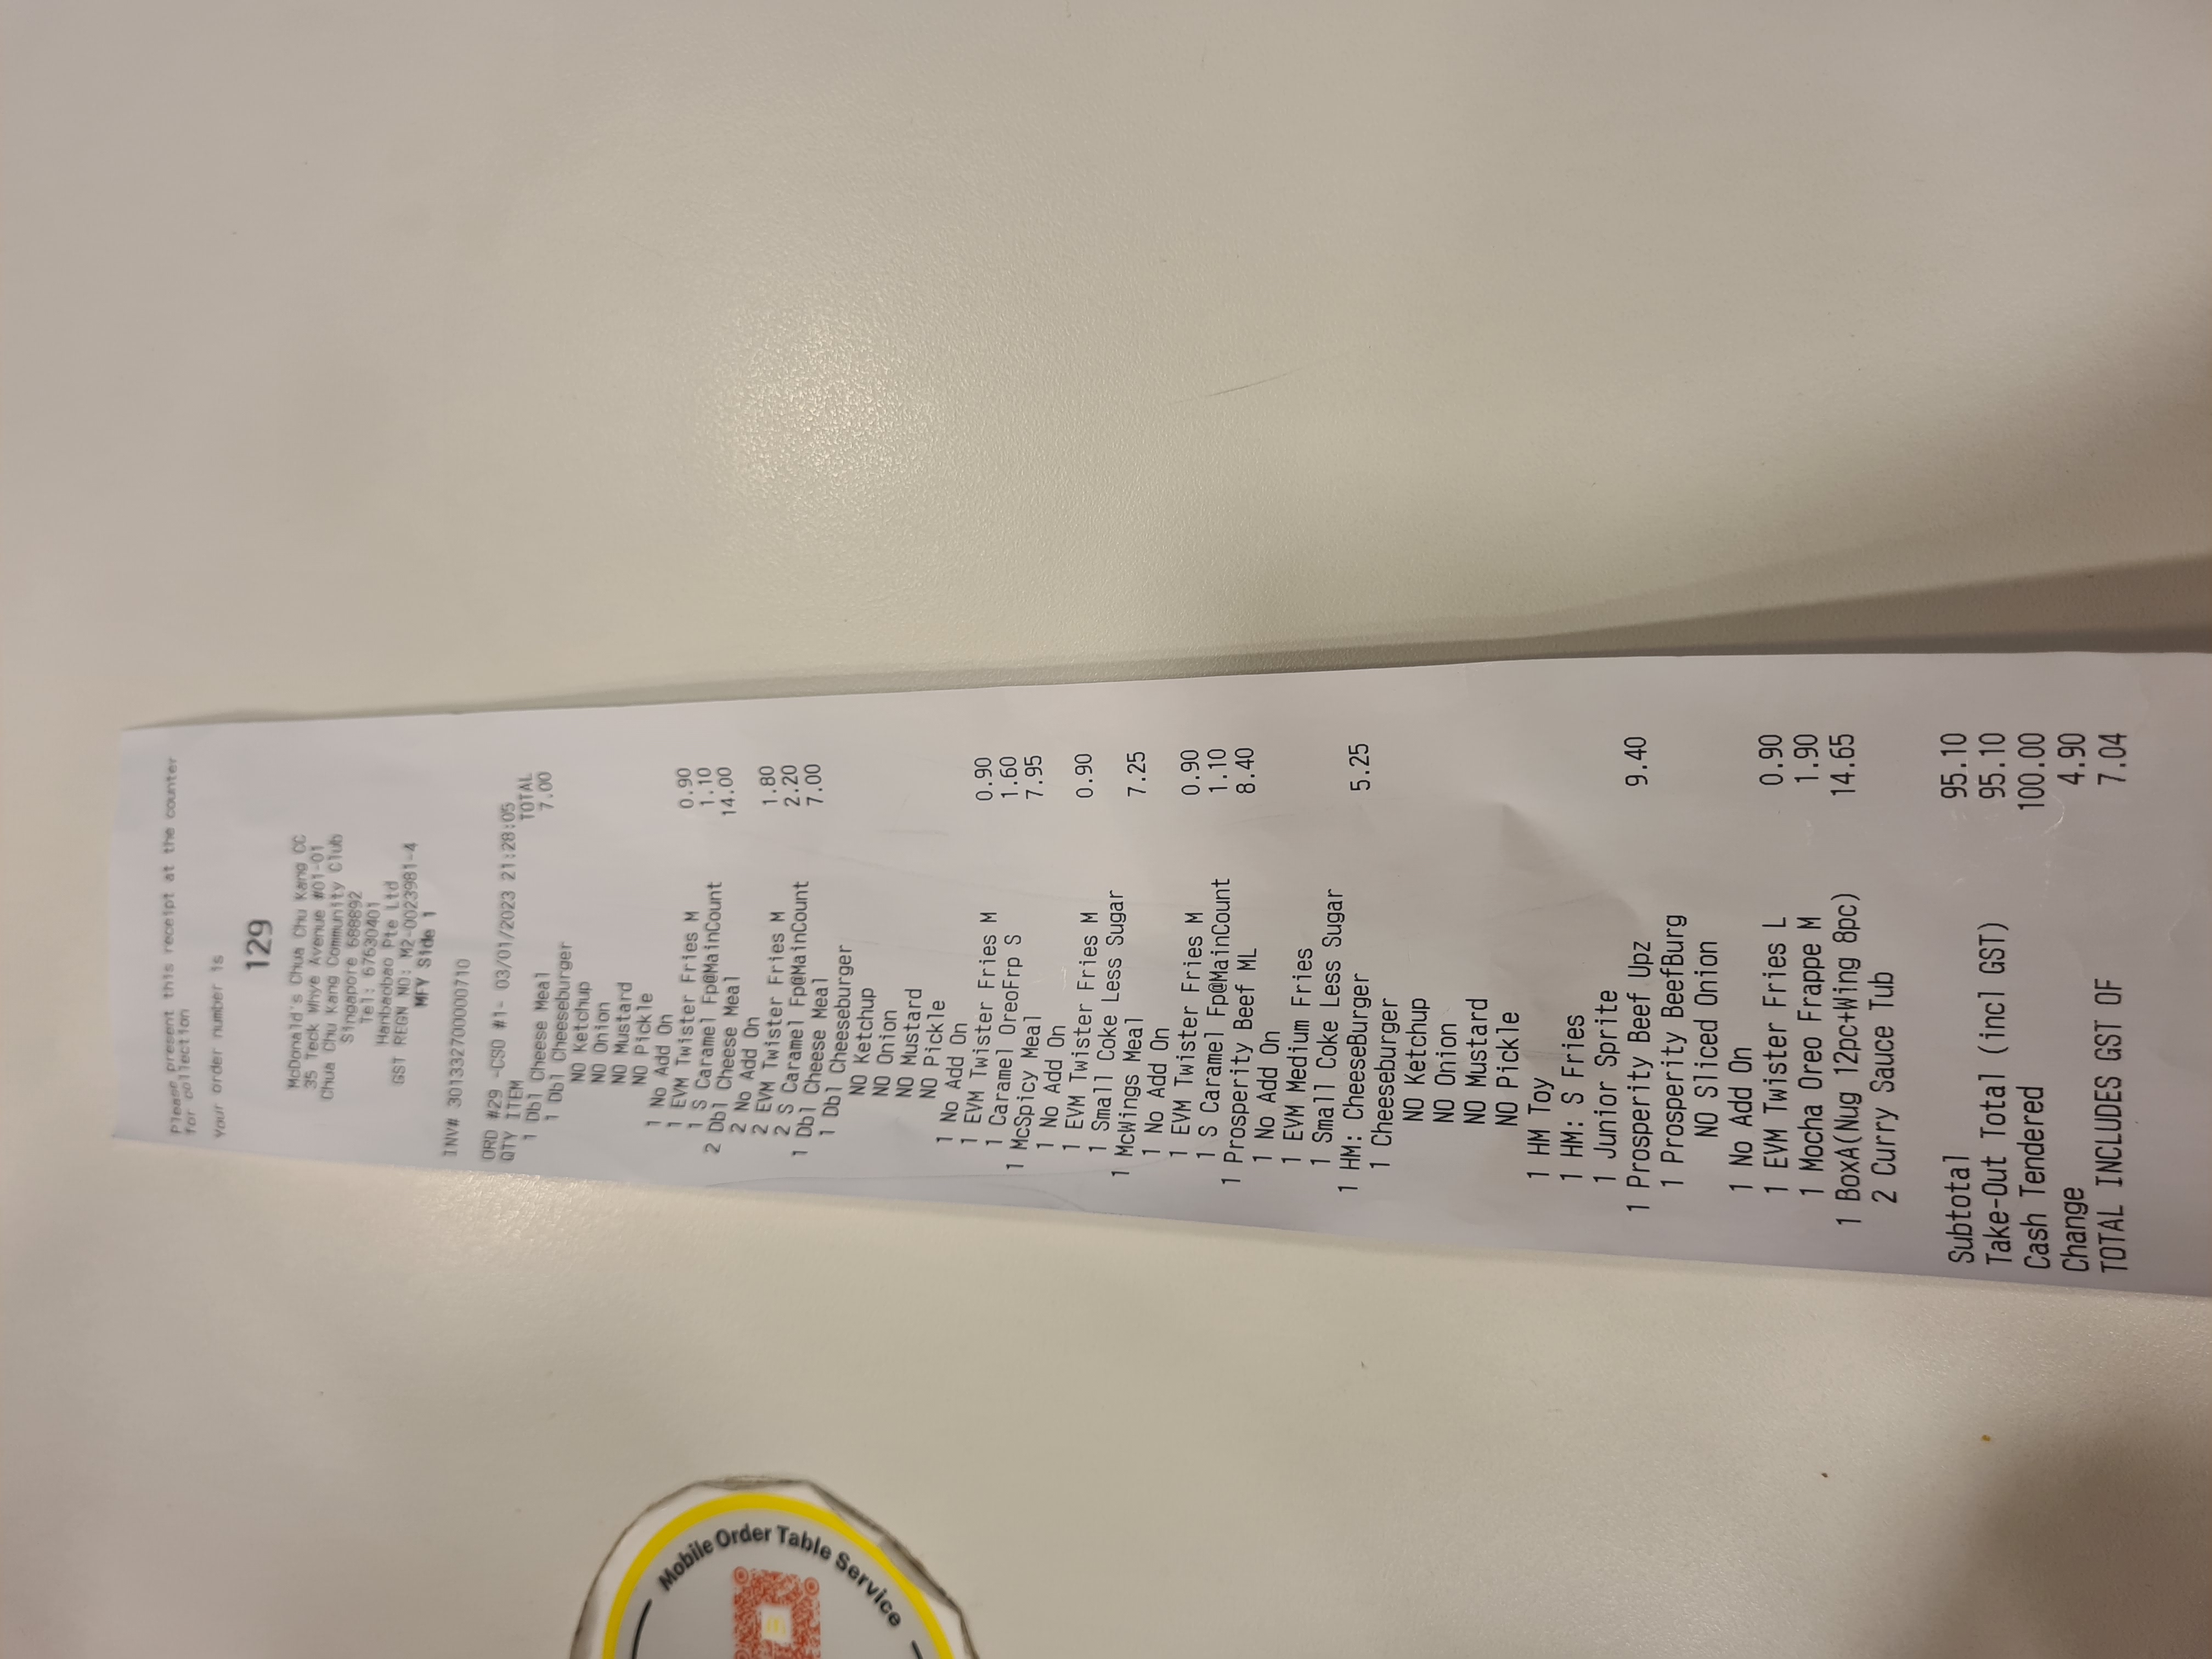 Please present this receipt at the counter
for collection
Your order number is
129
McDonald's Chua Chu Kang CC
35 Teck Whye Avenue #01-01
Chua Chu Kang Community Club
Singapore 688892
Tel: 67630401
Hanbaobao Pte Ltd
GST REGN NO: M2-0023981-4
MFY Side 1
INV# 30133270000000710
ORD #29 -CSO #1- 03/01/2023 21:28:05
QTY ITEM TOTAL
1 Dbl Cheese Meal 7.00
1 Dbl Cheeseburger
NO Ketchup
NO Onion
NO Mustard
NO Pickle
1 No Add On
1 EVM Twister Fries M 0.90
1 S Caramel Fp@MainCount 1.10
2 Dbl Cheese Meal 14.00
2 No Add On
2 EVM Twister Fries M 1.80
2 S Caramel Fp@MainCount 2.20
1 Dbl Cheese Meal 7.00
1 Dbl Cheeseburger
NO Ketchup
NO Onion
NO Mustard
NO Pickle
1 No Add On
1 EVM Twister Fries M 0.90
1 Caramel OreoFrp S 1.60
1 McSpicy Meal 7.95
1 No Add On
1 EVM Twister Fries M 0.90
1 Small Coke Less Sugar
1 McWings Meal 7.25
1 No Add On
1 EVM Twister Fries M 0.90
1 S Caramel Fp@MainCount 1.10
1 Prosperity Beef ML 8.40
1 No Add On
1 EVM Medium Fries
1 Small Coke Less Sugar
1 HM: CheeseBurger 5.25
1 Cheeseburger
NO Ketchup
NO Onion
NO Mustard
NO Pickle
1 HM Toy
1 HM: S Fries
1 Junior Sprite
1 Prosperity Beef Upz 9.40
1 Prosperity BeefBurg
NO Sliced Onion
1 No Add On
1 EVM Twister Fries L 0.90
1 Mocha Oreo Frappe M 1.90
1 BoxA(Nug 12pc+Wing 8pc) 14.65
2 Curry Sauce Tub
Subtotal 95.10
Take-Out Total (incl GST) 95.10
Cash Tendered 100.00
Change 4.90
TOTAL INCLUDES GST OF 7.04
Mobile Order Table Service